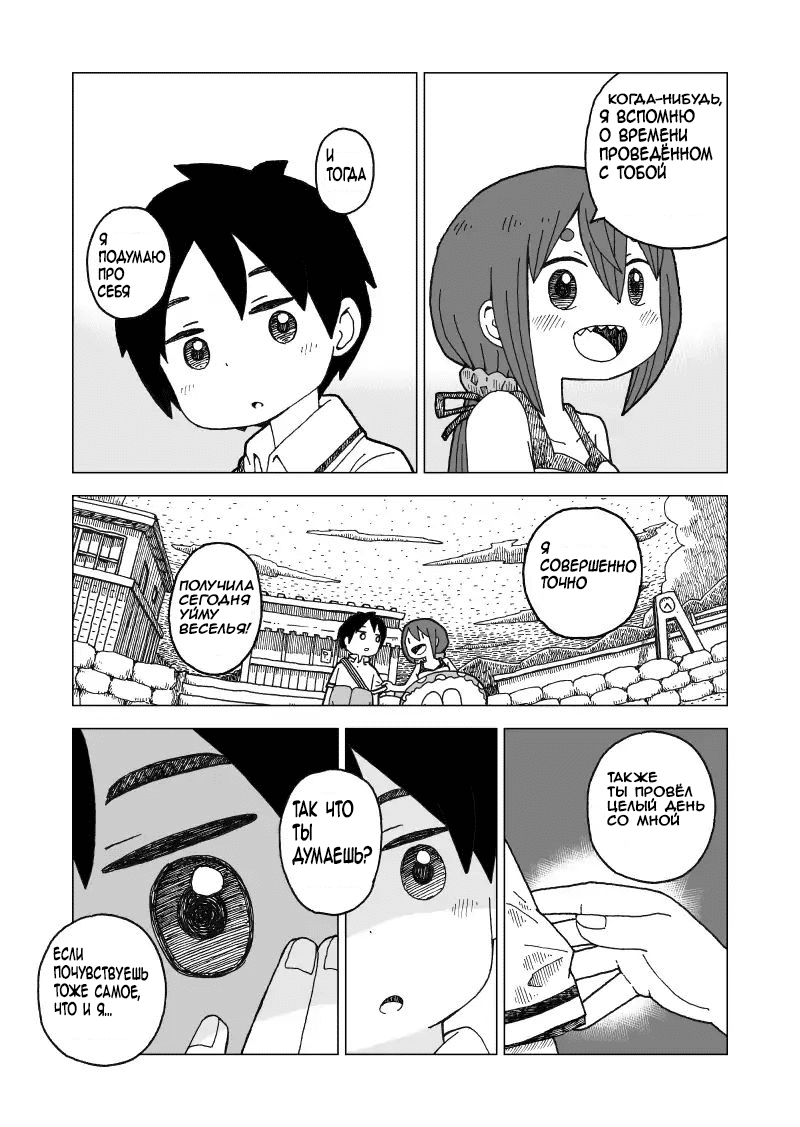 КОГДА-НИБУДЬ,
Я ВСПОМНЮ
О ВРЕМЕНИ
ПРОВЕДЁННОМ
С ТОБОЙ
И
ТОГДА
Я
ПОДУМАЮ
ПРО
СЕБЯ
Я
СОВЕРШЕННО
ТОЧНО
ПОЛУЧИЛА
СЕГОДНЯ
УЙМУ
ВЕСЕЛЬЯ!
ТАКЖЕ
ТЫ ПРОВЁЛ
ЦЕЛЫЙ ДЕНЬ
СО МНОЙ
ТАК ЧТО
ТЫ
ДУМАЕШЬ?
ЕСЛИ
ПОЧУВСТВУЕШЬ
ТОЖЕ САМОЕ,
ЧТО И Я...